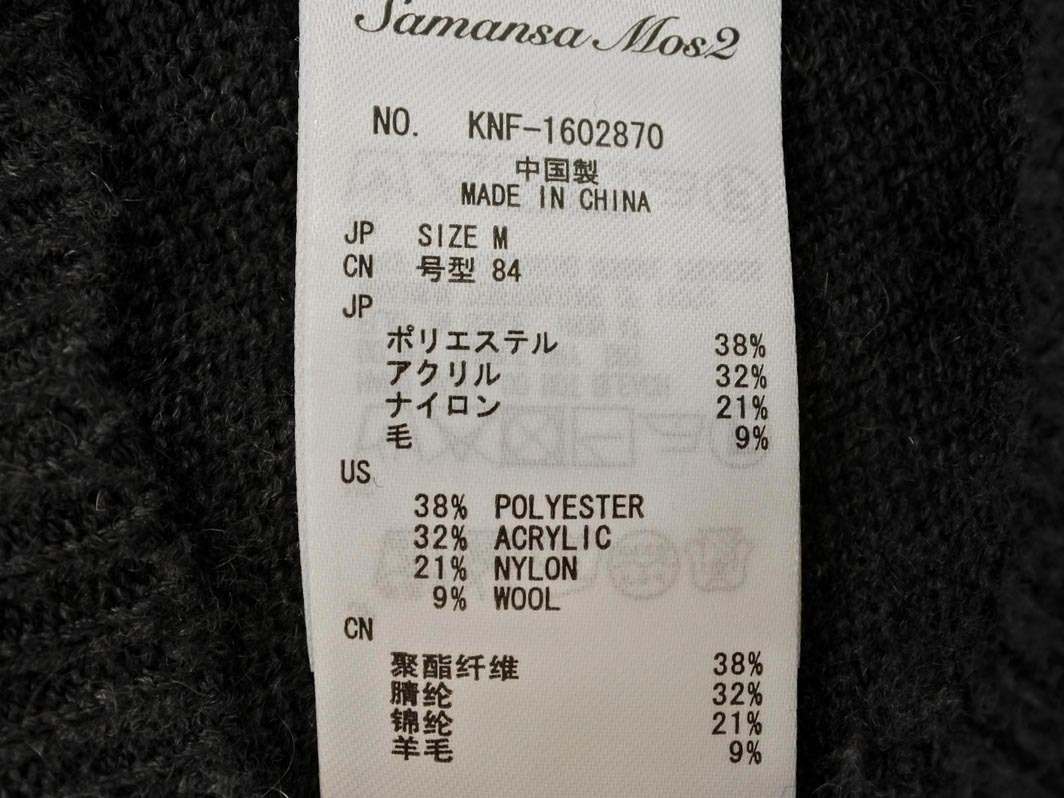 Samansa Mos2
NO. KNF-1602870
中国製
MADE IN CHINA
JP SIZE M
CN 号型 84
JP
ポリエステル 38%
アクリル 32%
ナイロン 21%
毛 9%
US
38% POLYESTER
32% ACRYLIC
21% NYLON
9% WOOL
CN
聚酯纤维 38%
腈纶 32%
锦纶 21%
羊毛 9%